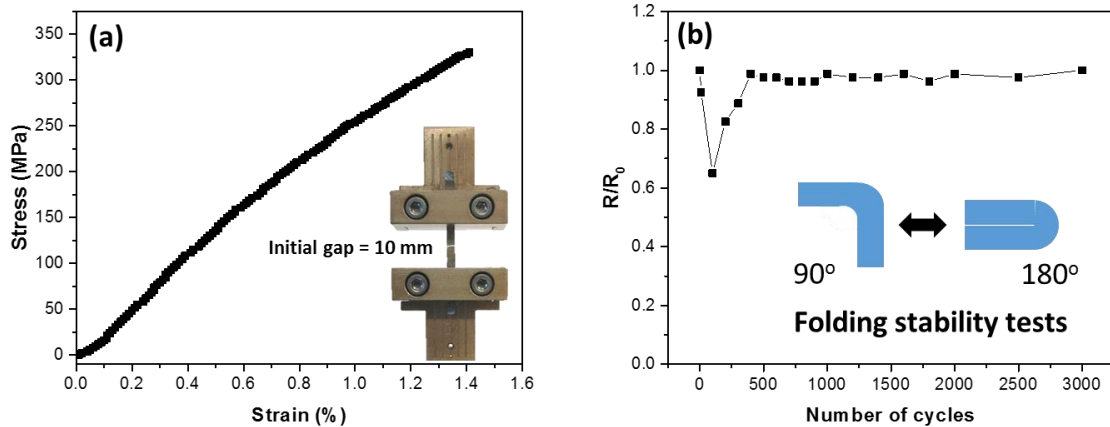 (a)
350
300
250
200
150
100
50
0
Stress (MPa)
Initial gap = 10 mm
0.0 0.2 0.4 0.6 0.8 1.0 1.2 1.4 1.6
Strain (%)
(b)
1.2
1.0
0.8
0.6
0.4
0.2
0.0
R/R0
90o 180o
Folding stability tests
0 500 1000 1500 2000 2500 3000
Number of cycles